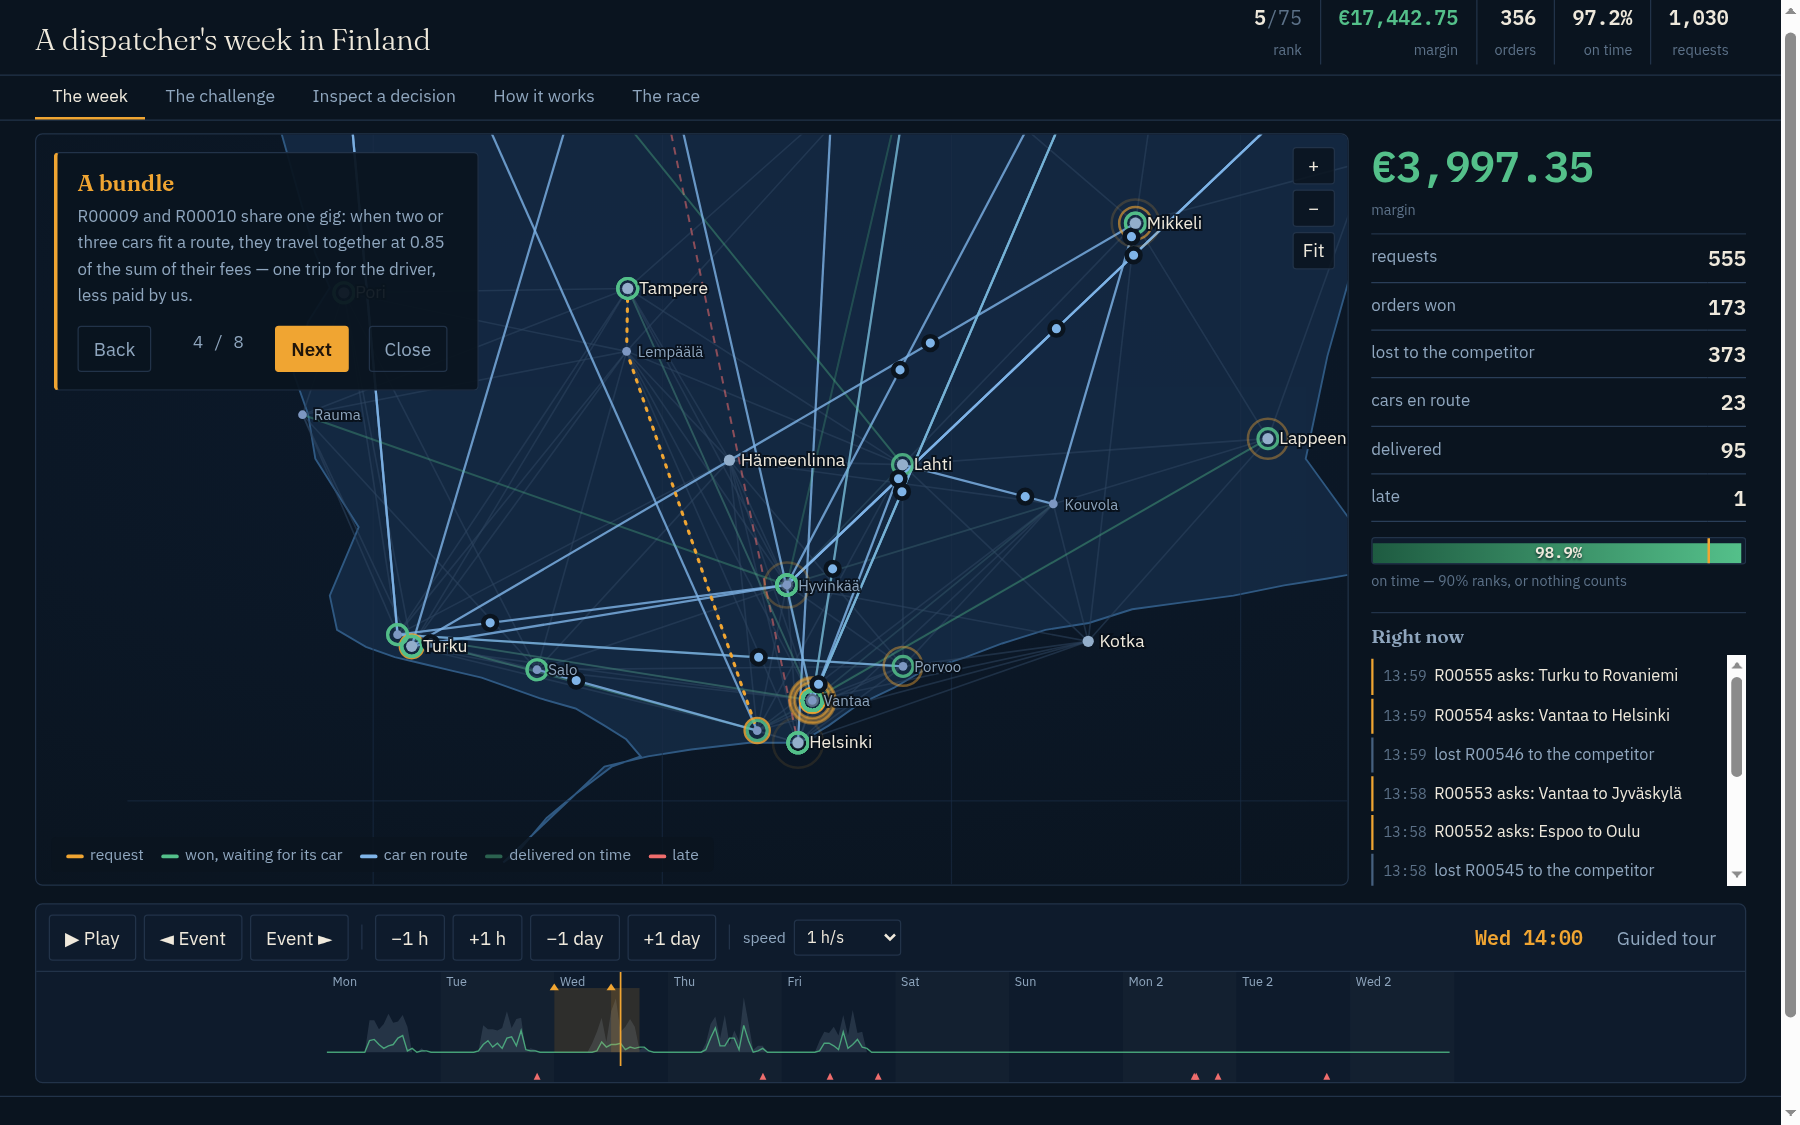 A dispatcher's week in Finland
5/75
rank
€17,442.75
margin
356
orders
97.2%
on time
1,030
requests
The week
The challenge
Inspect a decision
How it works
The race
A bundle
R00009 and R00010 share one gig: when two or
three cars fit a route, they travel together at 0.85
of the sum of their fees — one trip for the driver,
less paid by us.
Back
4 / 8
Next
Close
+
−
Fit
Pori
Mikkeli
Tampere
Lempäälä
Rauma
Lappeen
Hämeenlinna
Lahti
Kouvola
Hyvinkää
Turku
Salo
Kotka
Porvoo
Vantaa
Helsinki
request
won, waiting for its car
car en route
delivered on time
late
€3,997.35
margin
requests 555
orders won 173
lost to the competitor 373
cars en route 23
delivered 95
late 1
98.9%
on time — 90% ranks, or nothing counts
Right now
13:59 R00555 asks: Turku to Rovaniemi
13:59 R00554 asks: Vantaa to Helsinki
13:59 lost R00546 to the competitor
13:58 R00553 asks: Vantaa to Jyväskylä
13:58 R00552 asks: Espoo to Oulu
13:58 lost R00545 to the competitor
▶ Play
◄ Event
Event ►
−1 h
+1 h
−1 day
+1 day
speed
1 h/s
Wed 14:00
Guided tour
Mon
Tue
Wed
Thu
Fri
Sat
Sun
Mon 2
Tue 2
Wed 2